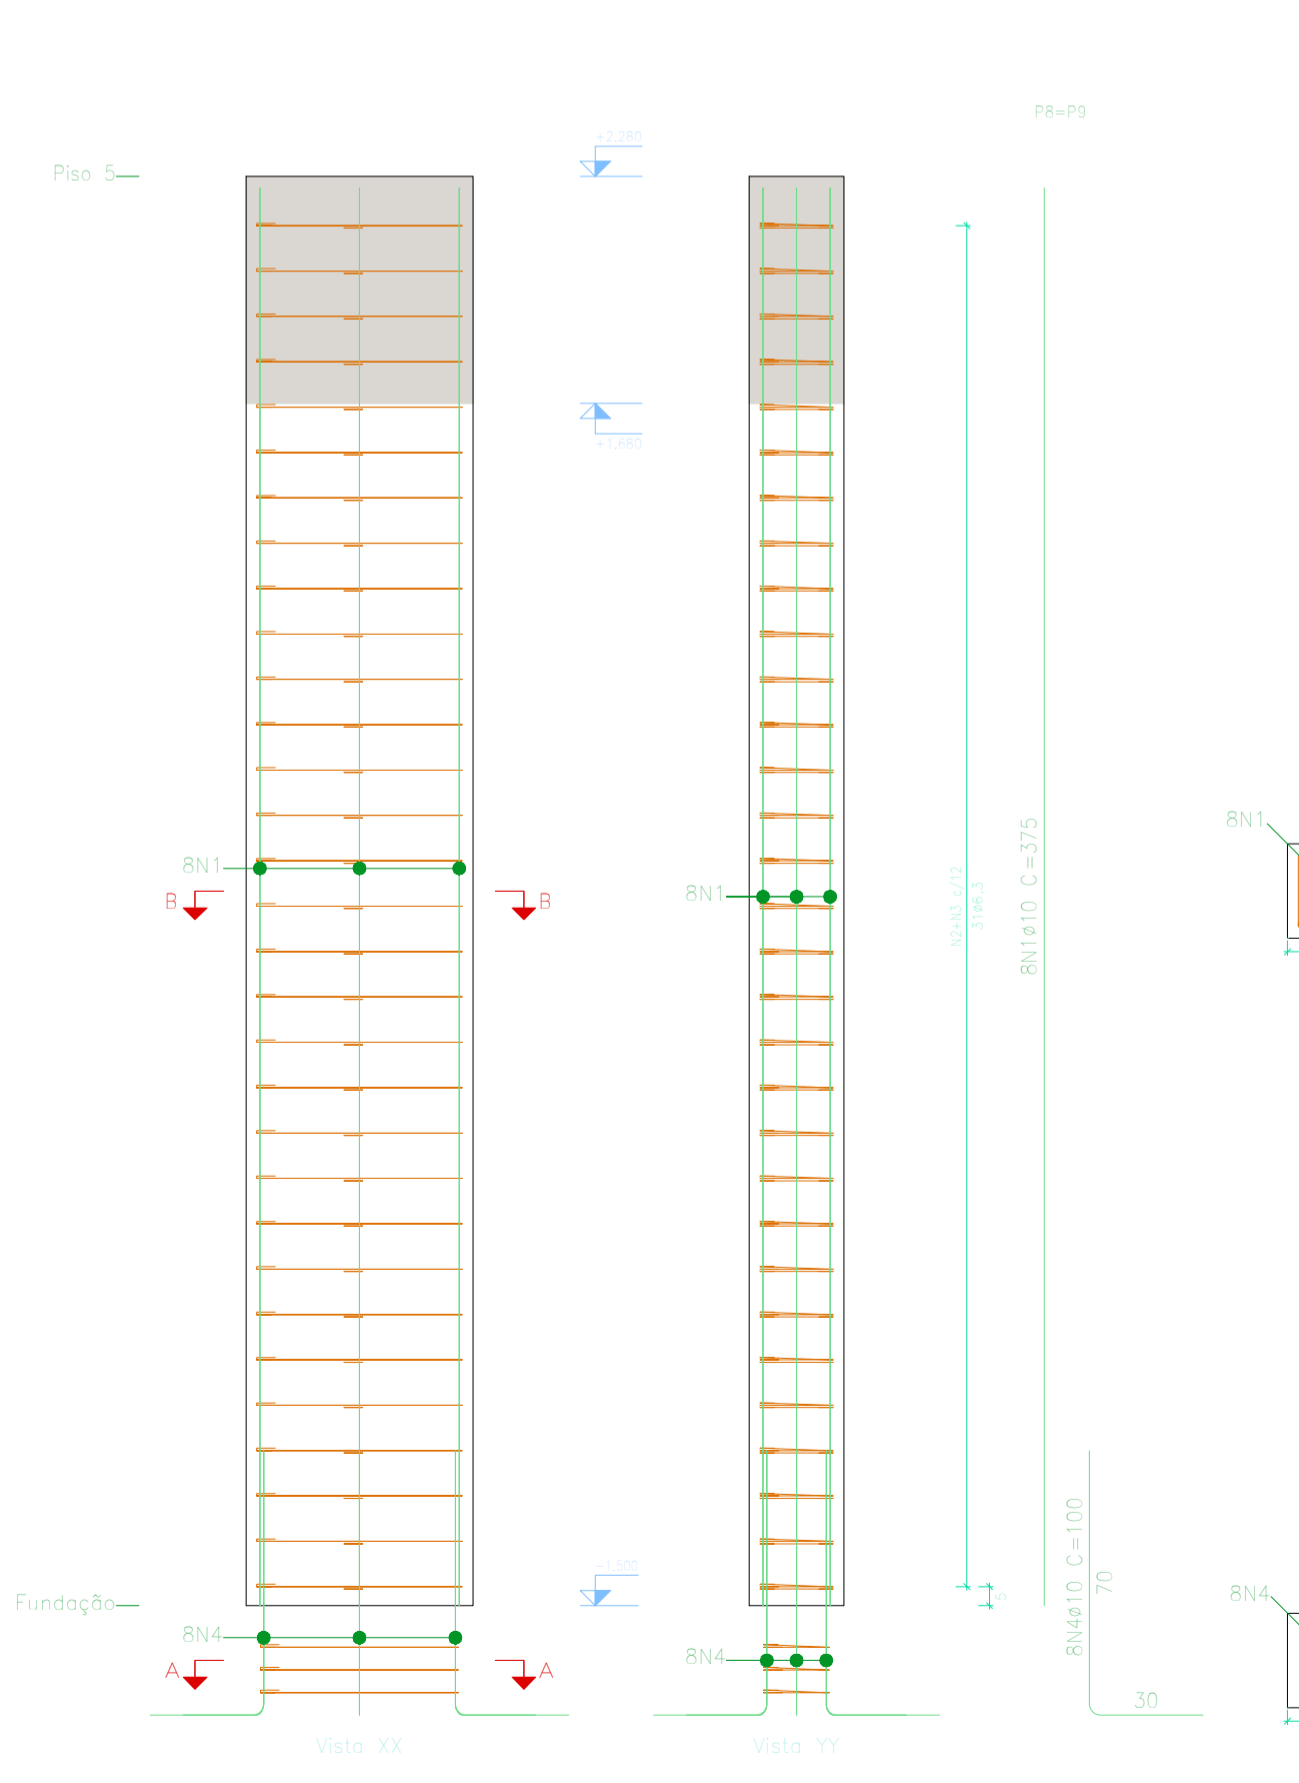 P8=P9
+2.280
Piso 5
+1.680
8N1
B
B
8N1
N2+N3 c/12
31ø6.3
8N1ø10 C=375
8N1
-1.500
Fundação
5
8N4ø10 C=100
70
8N4
8N4
8N4
A
A
30
Vista XX
Vista YY